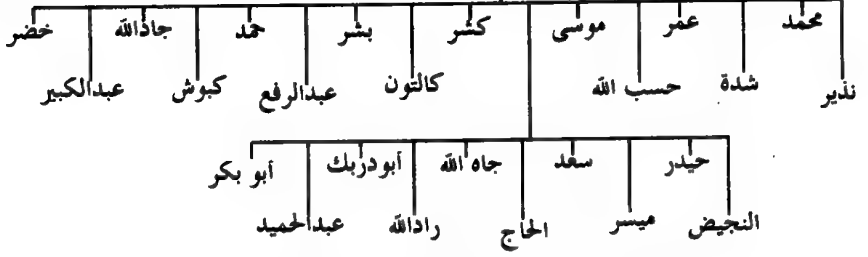 محمد عمر موسى كشر بشر حمد جاد الله خضر
نذير شدة حسب الله كالتون عبدالرفع كبوش عبدالكبير
حيدر سعد جاه الله أبودربك أبو بكر
النجيض ميسر الحاج رادالله عبدالحميد